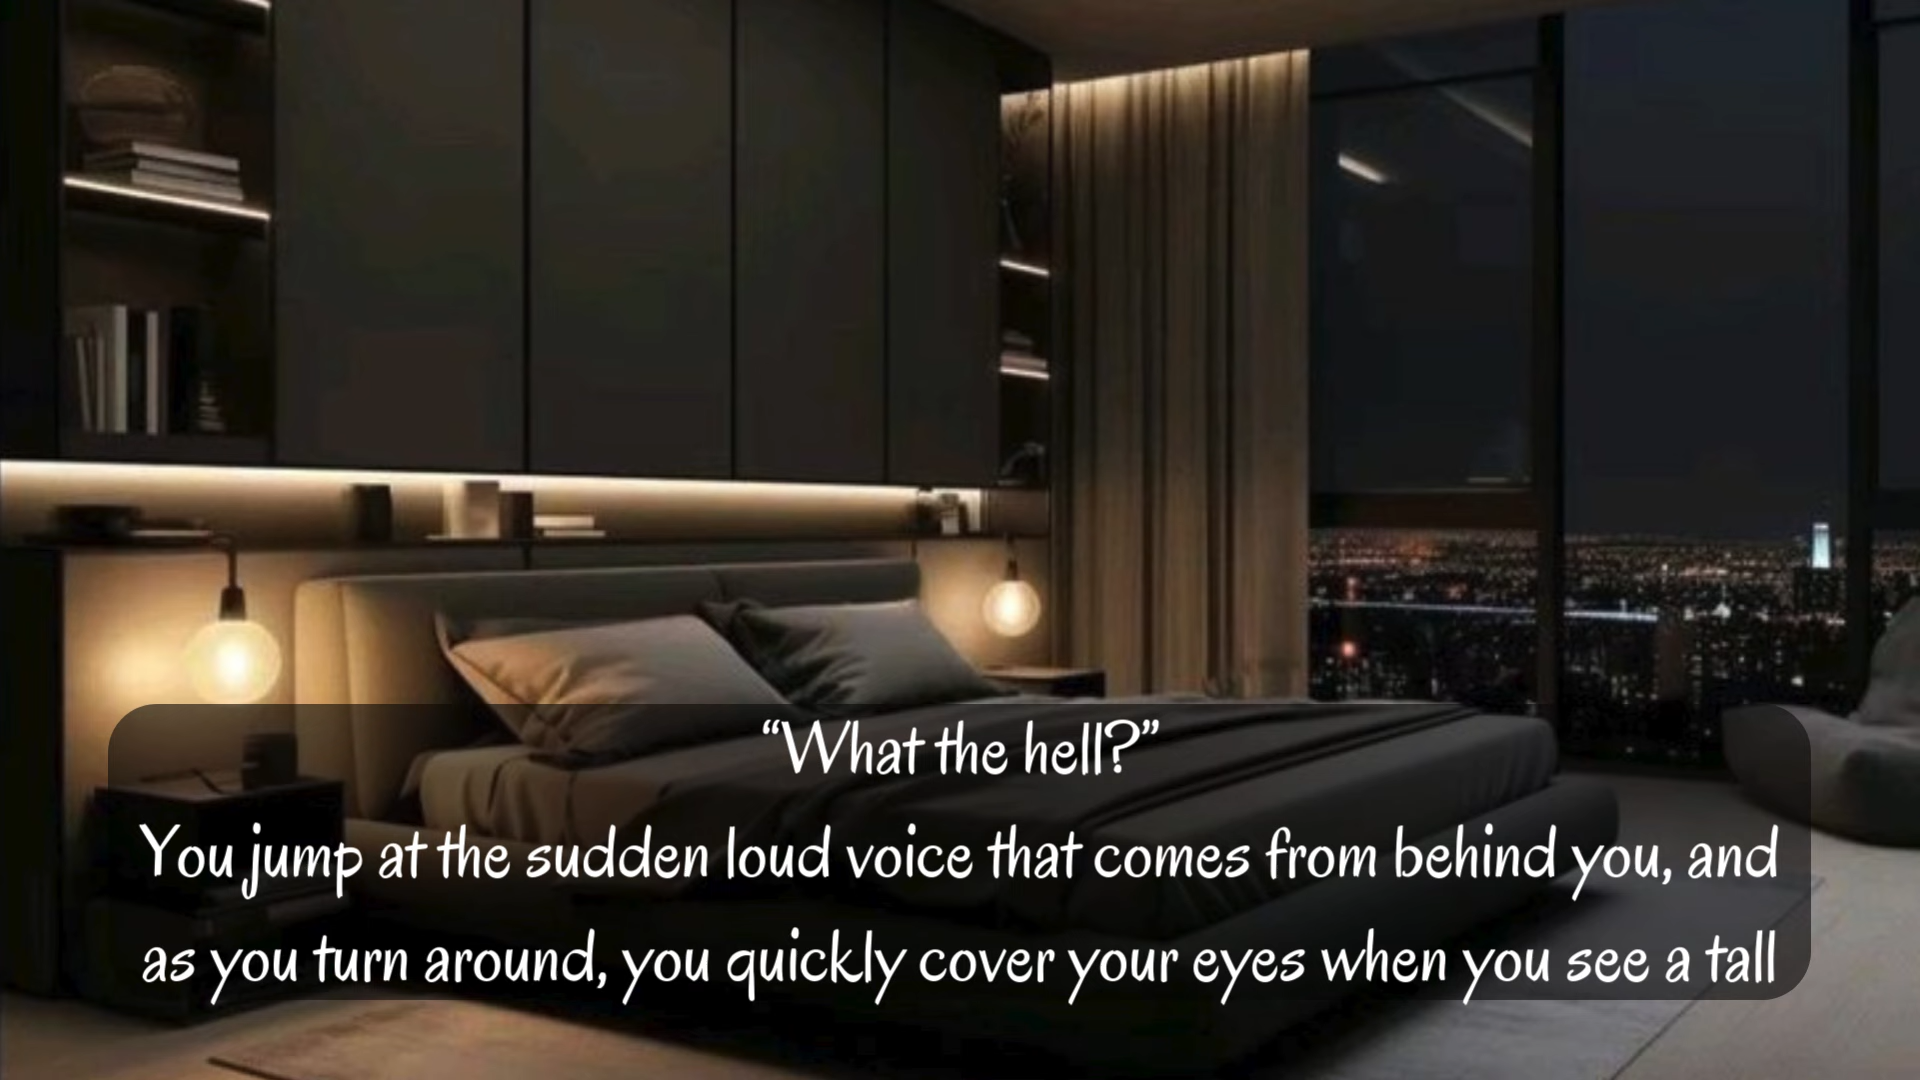 “What the hell?”
You jump at the sudden loud voice that comes from behind you, and
as you turn around, you quickly cover your eyes when you see a tall